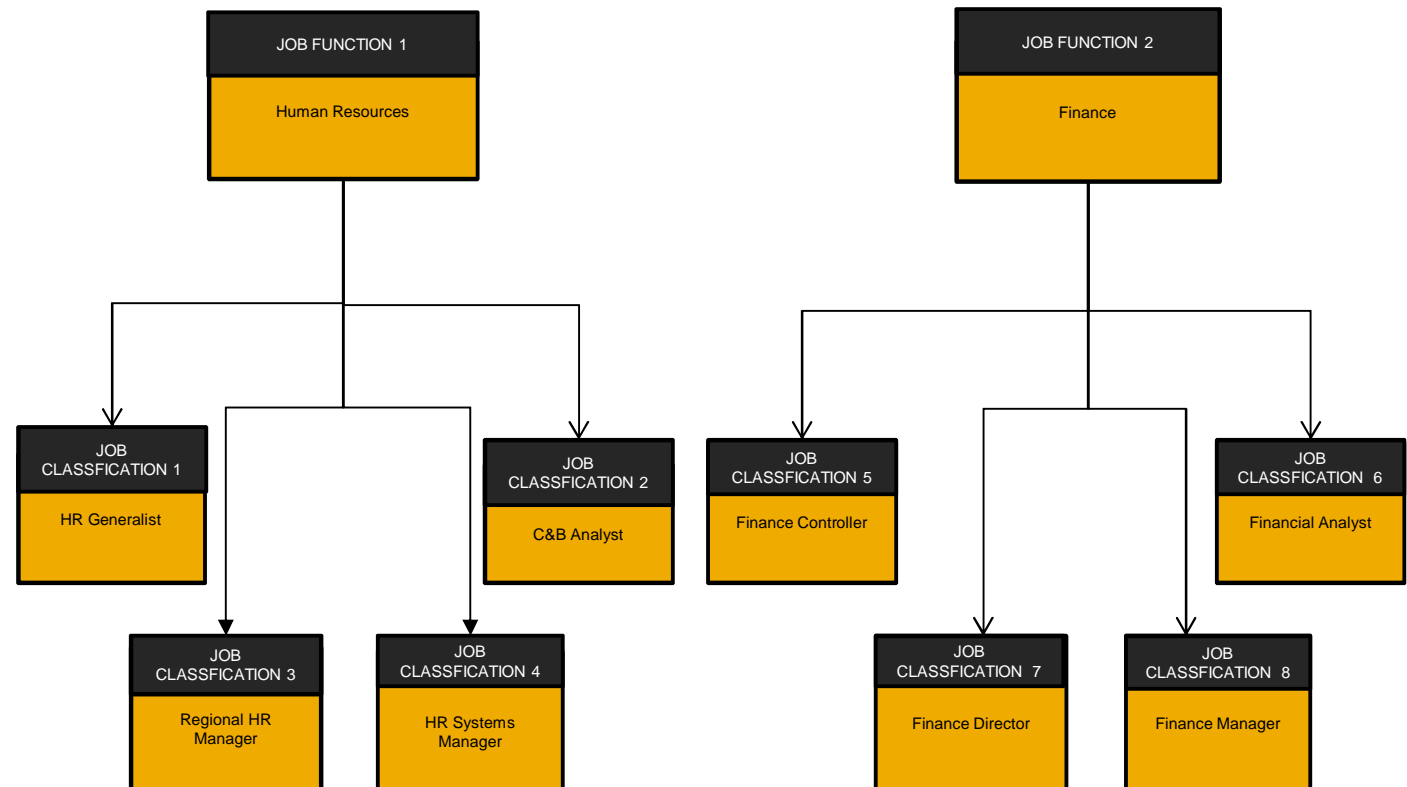 JOB FUNCTION 1
Human Resources
JOB FUNCTION 2
Finance
JOB
CLASSFICATION 1
HR Generalist
JOB
CLASSFICATION 2
C&B Analyst
JOB
CLASSFICATION 5
Finance Controller
JOB
CLASSFICATION 6
Financial Analyst
JOB
CLASSFICATION 3
Regional HR
Manager
JOB
CLASSFICATION 4
HR Systems
Manager
JOB
CLASSFICATION 7
Finance Director
JOB
CLASSFICATION 8
Finance Manager